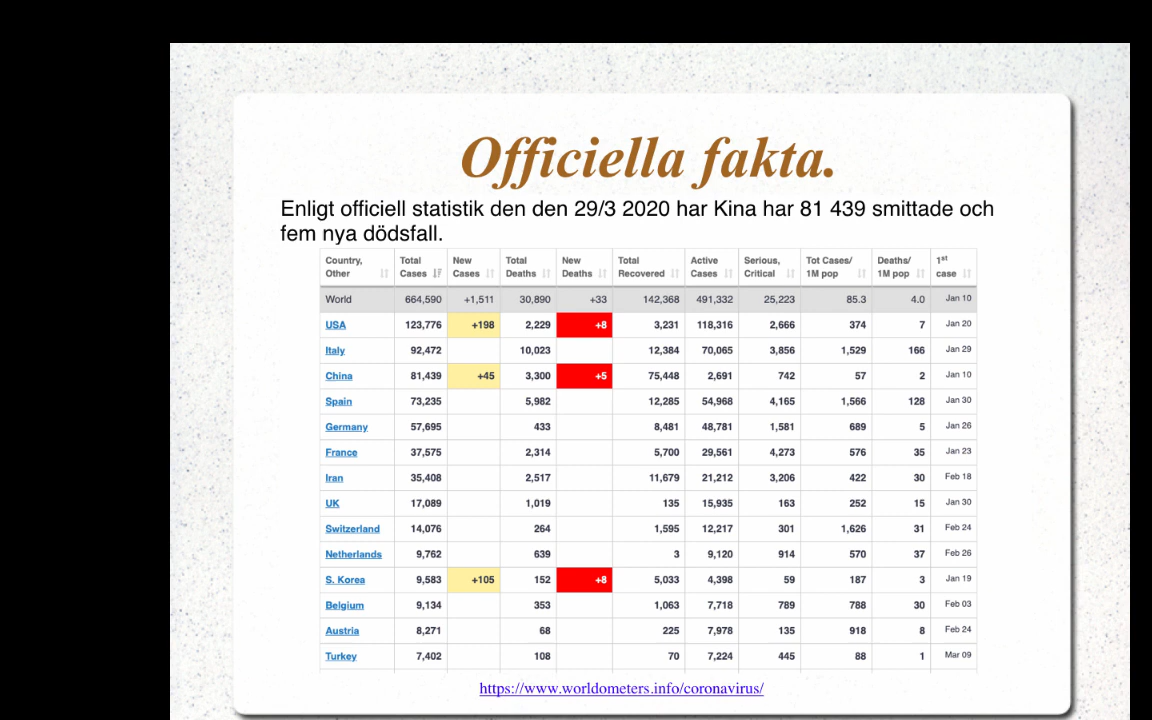 Officiella fakta.
Enligt officiell statistik den den 29/3 2020 har Kina har 81 439 smittade och
fem nya dödsfall.
Country, Other Total Cases New Cases Total Deaths New Deaths Total Recovered Active Cases Serious, Critical Tot Cases/ 1M pop Deaths/ 1M pop 1st case
World 664,590 +1,511 30,890 +33 142,368 491,332 25,223 85.3 4.0 Jan 10
USA 123,776 +198 2,229 +8 3,231 118,316 2,666 374 7 Jan 20
Italy 92,472 10,023 12,384 70,065 3,856 1,529 166 Jan 29
China 81,439 +45 3,300 +5 75,448 2,691 742 57 2 Jan 10
Spain 73,235 5,982 12,285 54,968 4,165 1,566 128 Jan 30
Germany 57,695 433 8,481 48,781 1,581 689 5 Jan 26
France 37,575 2,314 5,700 29,561 4,273 576 35 Jan 23
Iran 35,408 2,517 11,679 21,212 3,206 422 30 Feb 18
UK 17,089 1,019 135 15,935 163 252 15 Jan 30
Switzerland 14,076 264 1,595 12,217 301 1,626 31 Feb 24
Netherlands 9,762 639 3 9,120 914 570 37 Feb 26
S. Korea 9,583 +105 152 +8 5,033 4,398 59 187 3 Jan 19
Belgium 9,134 353 1,063 7,718 789 788 30 Feb 03
Austria 8,271 68 225 7,978 135 918 8 Feb 24
Turkey 7,402 108 70 7,224 445 88 1 Mar 09
https://www.worldometers.info/coronavirus/